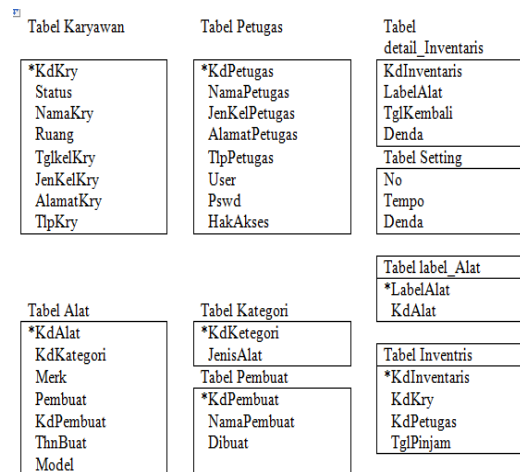 Tabel Karyawan
*KdKry
Status
NamaKry
Ruang
TglkelKry
JenKelKry
AlamatKry
TlpKry
Tabel Petugas
*KdPetugas
NamaPetugas
JenKelPetugas
AlamatPetugas
TlpPetugas
User
Pswd
HakAkses
Tabel
detail_Inventaris
KdInventaris
LabelAlat
TglKembali
Denda
Tabel Setting
No
Tempo
Denda
Tabel label_Alat
*LabelAlat
KdAlat
Tabel Alat
*KdAlat
KdKategori
Merk
Pembuat
KdPembuat
ThnBuat
Model
Tabel Kategori
*KdKetegori
JenisAlat
Tabel Pembuat
*KdPembuat
NamaPembuat
Dibuat
Tabel Inventris
*KdInventaris
KdKry
KdPetugas
TglPinjam